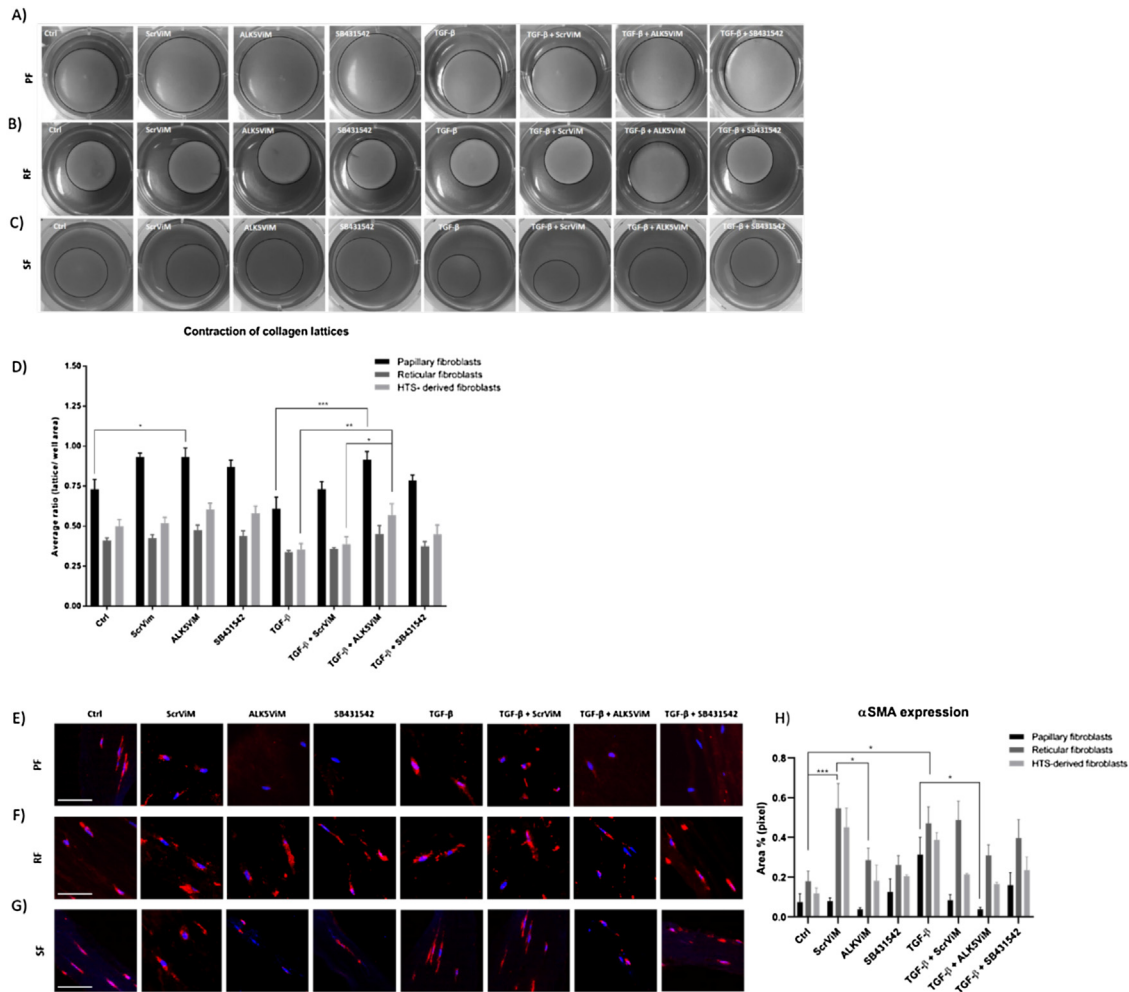 A)
Ctrl ScrViM ALK5ViM SB431542 TGF-β TGF-β + ScrViM TGF-β + ALK5ViM TGF-β + SB431542
PF
B)
Ctrl ScrViM ALK5ViM SB431542 TGF-β TGF-β + ScrViM TGF-β + ALK5ViM TGF-β + SB431542
RF
C)
Ctrl ScrViM ALK5ViM SB431542 TGF-β TGF-β + ScrViM TGF-β + ALK5ViM TGF-β + SB431542
SF
Contraction of collagen lattices
D)
Papillary fibroblasts
Reticular fibroblasts
HTS- derived fibroblasts
Average ratio (lattice/ well area)
1.50
1.25
1.00
0.75
0.50
0.25
0.00
*
***
**
*
Ctrl
ScrVim
ALK5ViM
SB431542
TGF-β
TGF-β + ScrViM
TGF-β + ALK5ViM
TGF-β + SB431542
E)
Ctrl ScrViM ALK5ViM SB431542 TGF-β TGF-β + ScrViM TGF-β + ALK5ViM TGF-β + SB431542
PF
F)
RF
G)
SF
H)
αSMA expression
Papillary fibroblasts
Reticular fibroblasts
HTS-derived fibroblasts
Area % (pixel)
0.8
0.6
0.4
0.2
0.0
***
*
*
*
Ctrl
ScrViM
ALKViM
SB431542
TGF-β
TGF-β + ScrViM
TGF-β + ALK5ViM
TGF-β + SB431542